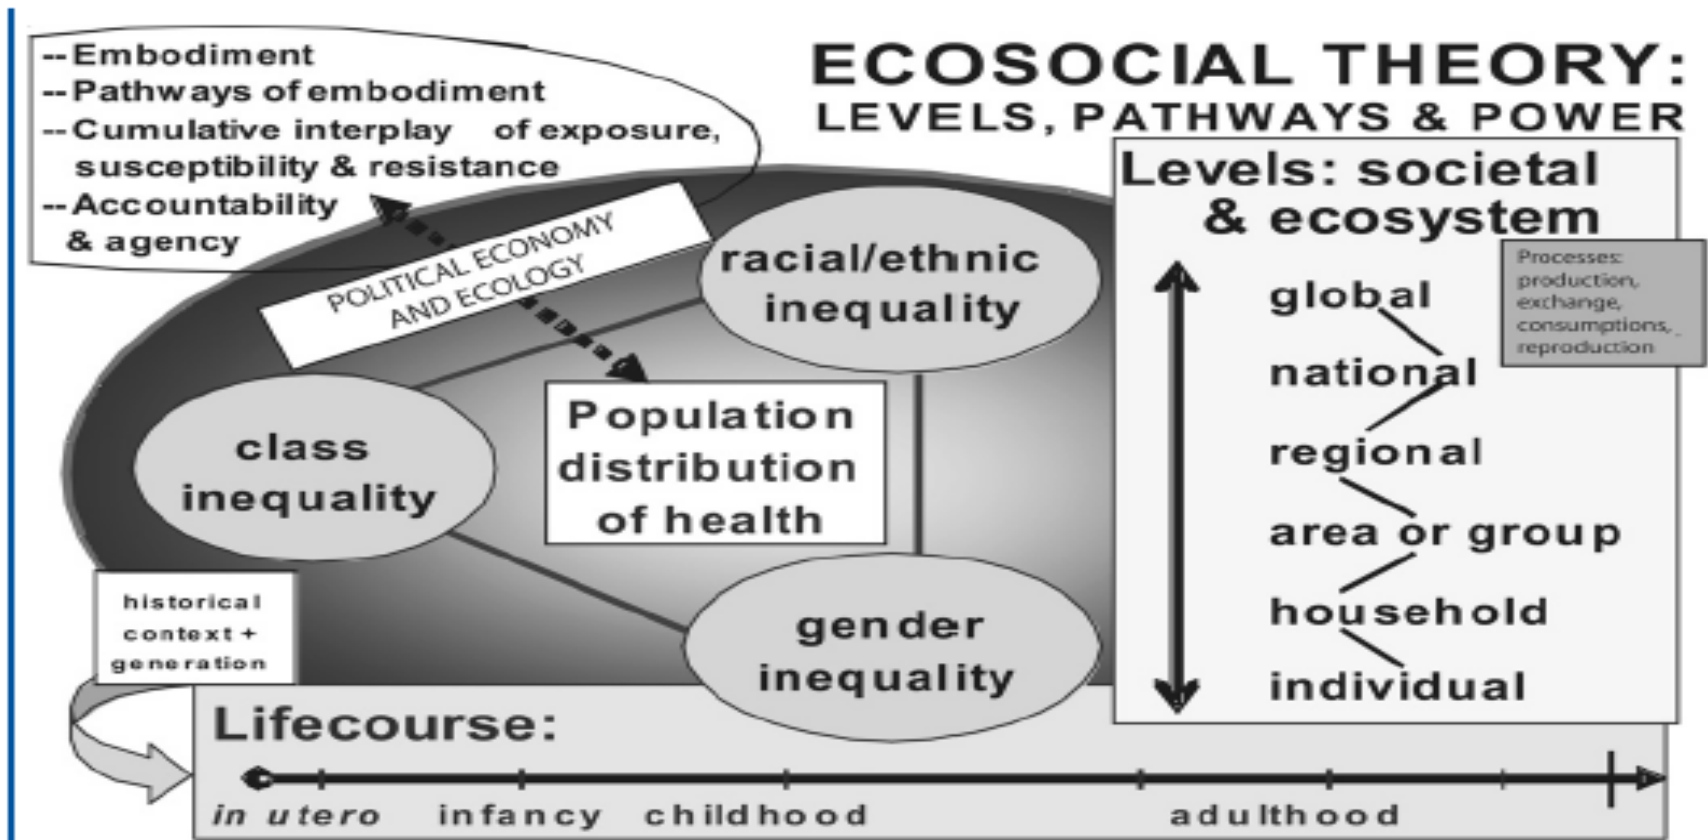 ECOSOCIAL THEORY:
LEVELS, PATHWAYS & POWER
--Embodiment
--Pathways of embodiment
--Cumulative interplay of exposure,
susceptibility & resistance
--Accountability
& agency
POLITICAL ECONOMY
AND ECOLOGY
racial/ethnic
inequality
class
inequality
Population
distribution
of health
gender
inequality
historical
context +
generation
Levels: societal
& ecosystem
Processes:
production,
exchange,
consumptions,
reproduction
global
national
regional
area or group
household
individual
Lifecourse:
in utero infancy childhood adulthood